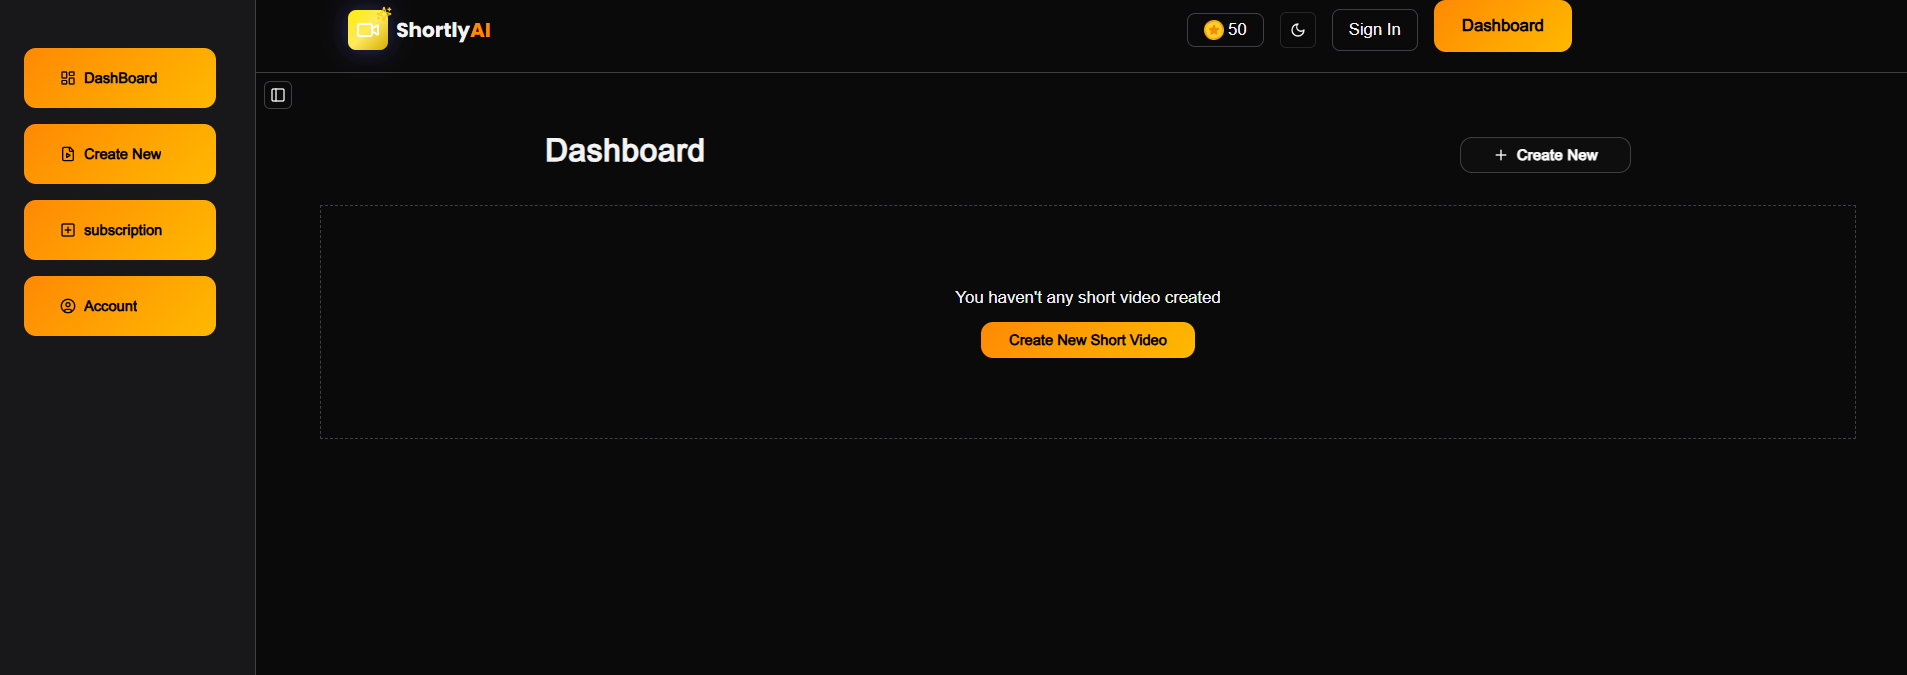 ShortlyAI
50
Sign In
Dashboard
DashBoard
Create New
subscription
Account
Dashboard
Create New
You haven't any short video created
Create New Short Video